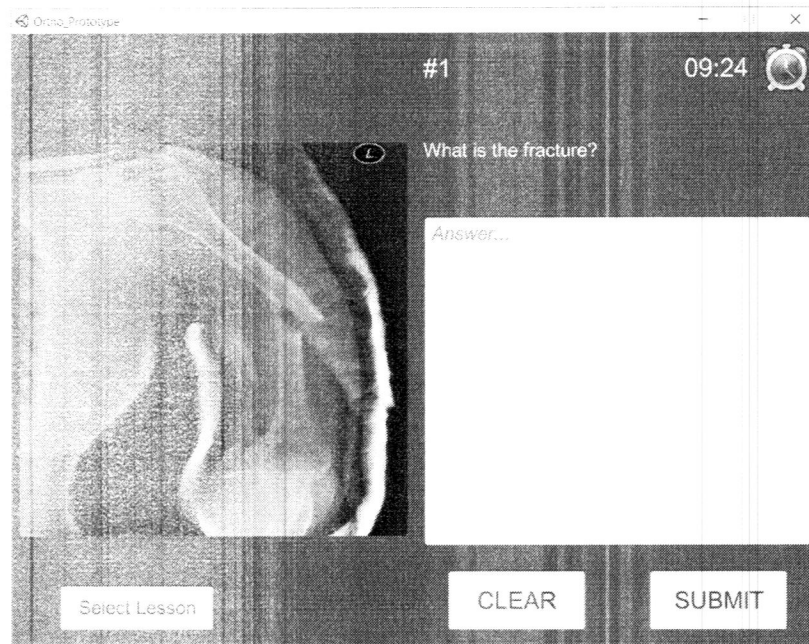 Ortho_Prototype
#1
09:24
L
What is the fracture?
Answer...
Select Lesson
CLEAR
SUBMIT